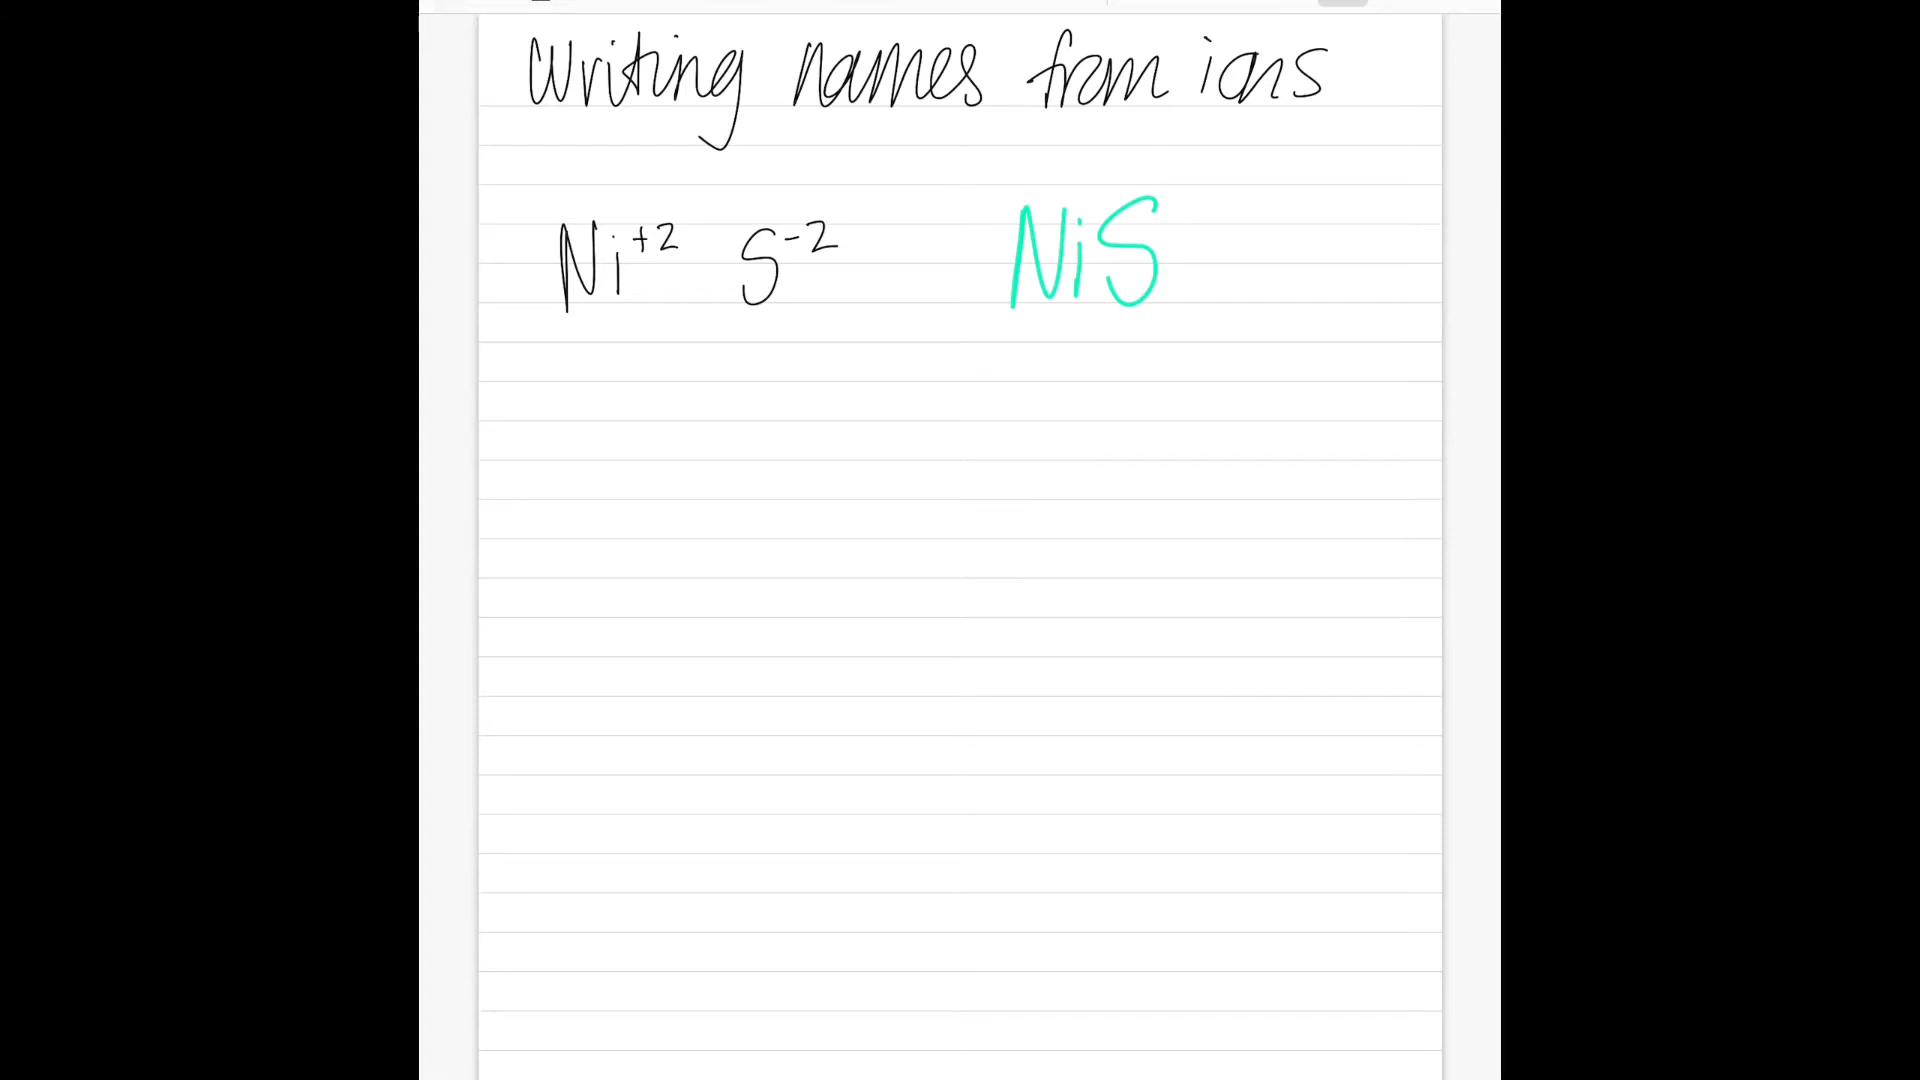 Writing names from ions
Ni⁺² S⁻² NiS